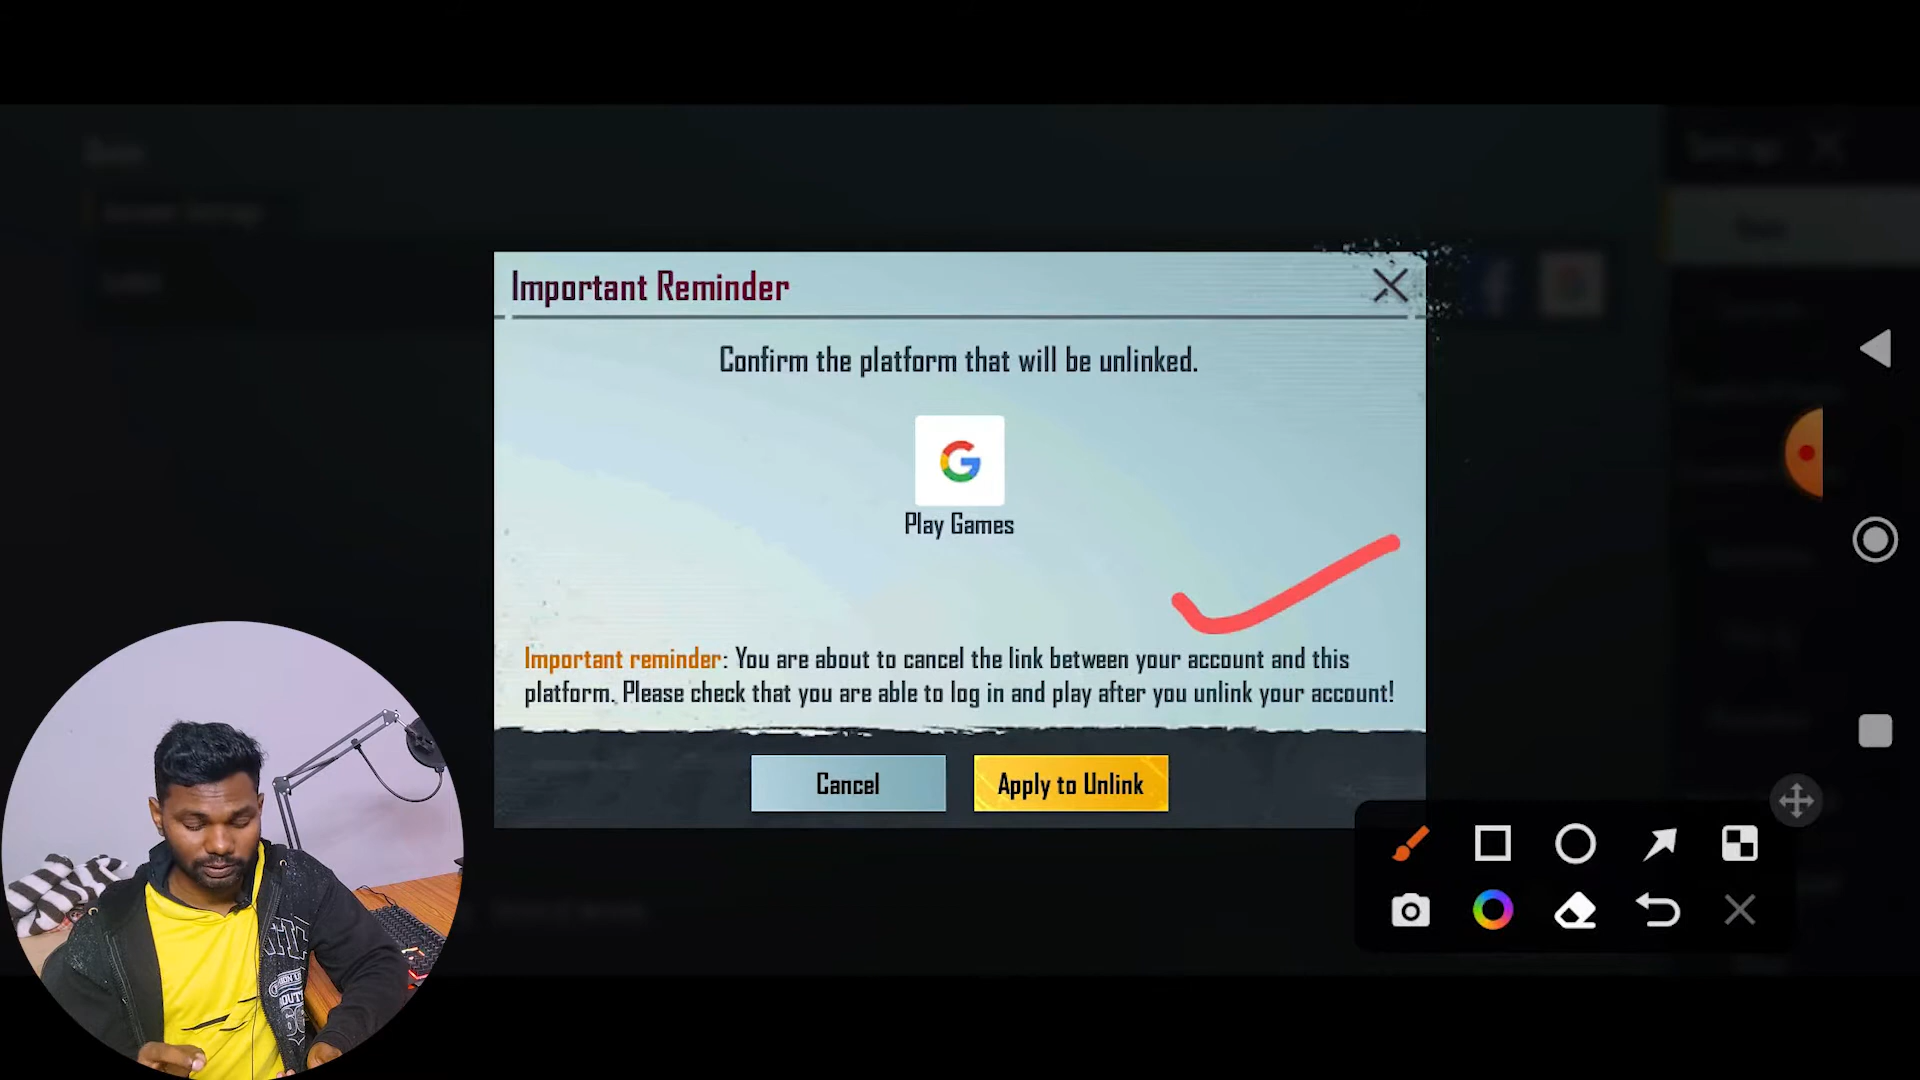 Settings
Important Reminder
Confirm the platform that will be unlinked.
Play Games
Important reminder: You are about to cancel the link between your account and this
platform. Please check that you are able to log in and play after you unlink your account!
Cancel
Apply to Unlink